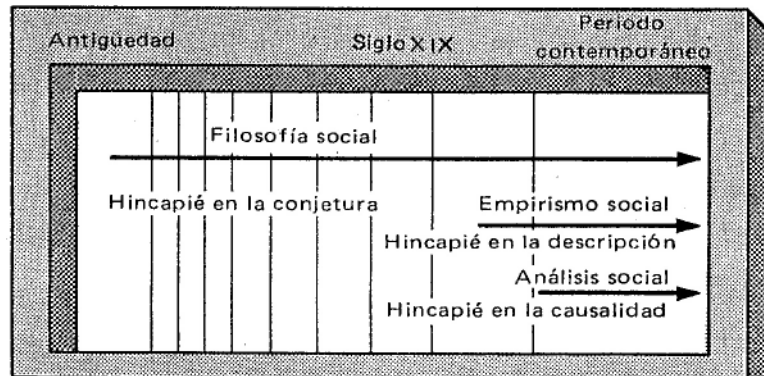 Antigüedad
Siglo XIX
Periodo
contemporáneo
Filosofía social
Hincapié en la conjetura
Empirismo social
Hincapié en la descripción
Análisis social
Hincapié en la causalidad